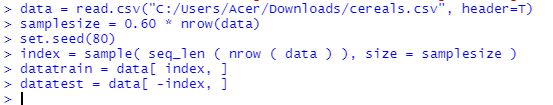 > data = read.csv("C:/Users/Acer/Downloads/cereals.csv", header=T)
> samplesize = 0.60 * nrow(data)
> set.seed(80)
> index = sample( seq_len ( nrow ( data ) ), size = samplesize )
> datatrain = data[ index, ]
> datatest = data[ -index, ]
>